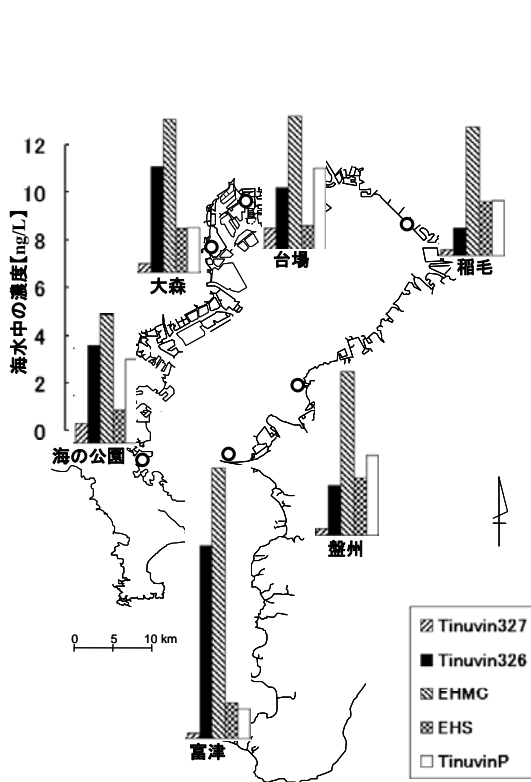 海水中の濃度[ng/L]
12
10
8
6
4
2
0
大森
台場
稲毛
海の公園
盤州
富津
0 5 10 km
Tinuvin327
Tinuvin326
EHMC
EHS
TinuvinP